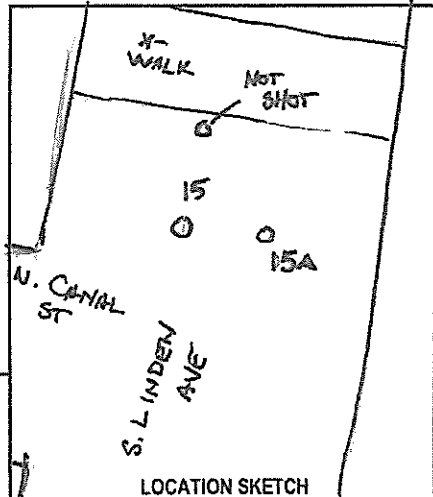 X-
WALK
NOT
SHOT
15
15A
N. CANAL
ST
S. LINDEN
AVE
LOCATION SKETCH